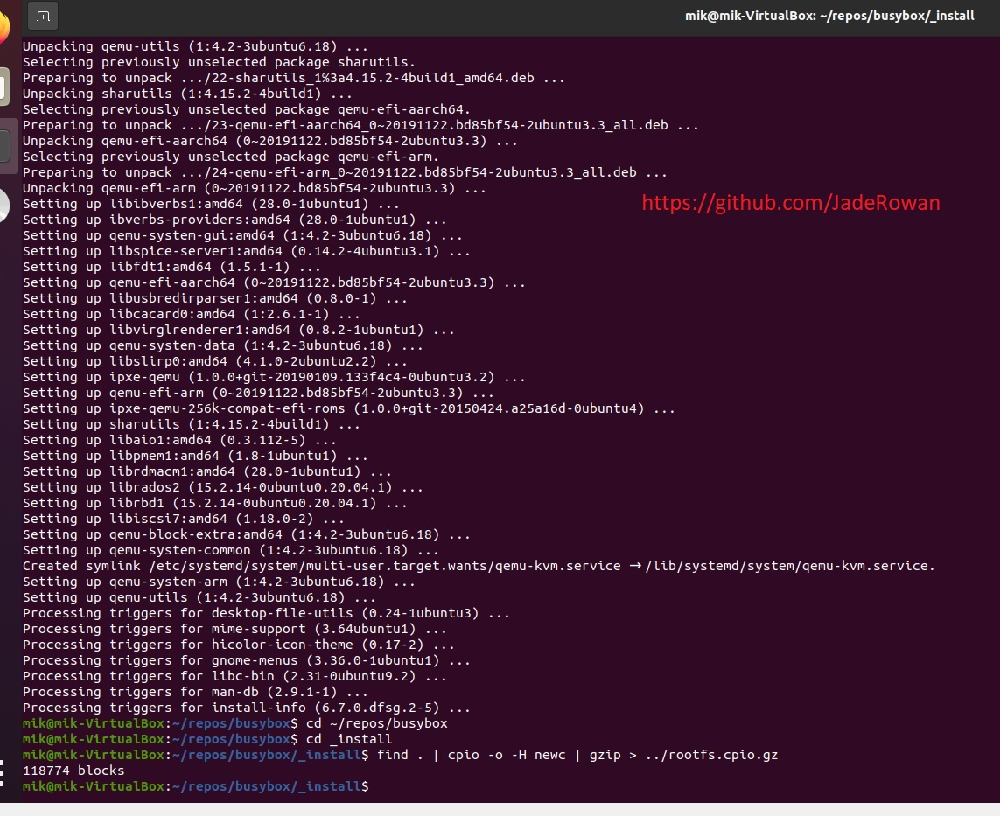 mik@mik-VirtualBox: ~/repos/busybox/_install
Unpacking qemu-utils (1:4.2-3ubuntu6.18) ...
Selecting previously unselected package sharutils.
Preparing to unpack .../22-sharutils_1%3a4.15.2-4build1_amd64.deb ...
Unpacking sharutils (1:4.15.2-4build1) ...
Selecting previously unselected package qemu-efi-aarch64.
Preparing to unpack .../23-qemu-efi-aarch64_0~20191122.bd85bf54-2ubuntu3.3_all.deb ...
Unpacking qemu-efi-aarch64 (0~20191122.bd85bf54-2ubuntu3.3) ...
Selecting previously unselected package qemu-efi-arm.
Preparing to unpack .../24-qemu-efi-arm_0~20191122.bd85bf54-2ubuntu3.3_all.deb ...
Unpacking qemu-efi-arm (0~20191122.bd85bf54-2ubuntu3.3) ...
Setting up libibverbs1:amd64 (28.0-1ubuntu1) ...
https://github.com/JadeRowan
Setting up ibverbs-providers:amd64 (28.0-1ubuntu1) ...
Setting up qemu-system-gui:amd64 (1:4.2-3ubuntu6.18) ...
Setting up libspice-server1:amd64 (0.14.2-4ubuntu3.1) ...
Setting up libfdt1:amd64 (1.5.1-1) ...
Setting up qemu-efi-aarch64 (0~20191122.bd85bf54-2ubuntu3.3) ...
Setting up libusbredirparser1:amd64 (0.8.0-1) ...
Setting up libcacard0:amd64 (1:2.6.1-1) ...
Setting up libvirglrenderer1:amd64 (0.8.2-1ubuntu1) ...
Setting up qemu-system-data (1:4.2-3ubuntu6.18) ...
Setting up libslirp0:amd64 (4.1.0-2ubuntu2.2) ...
Setting up ipxe-qemu (1.0.0+git-20190109.133f4c4-0ubuntu3.2) ...
Setting up qemu-efi-arm (0~20191122.bd85bf54-2ubuntu3.3) ...
Setting up ipxe-qemu-256k-compat-efi-roms (1.0.0+git-20150424.a25a16d-0ubuntu4) ...
Setting up sharutils (1:4.15.2-4build1) ...
Setting up libaio1:amd64 (0.3.112-5) ...
Setting up libpmem1:amd64 (1.8-1ubuntu1) ...
Setting up librdmacm1:amd64 (28.0-1ubuntu1) ...
Setting up librados2 (15.2.14-0ubuntu0.20.04.1) ...
Setting up librbd1 (15.2.14-0ubuntu0.20.04.1) ...
Setting up libiscsi7:amd64 (1.18.0-2) ...
Setting up qemu-block-extra:amd64 (1:4.2-3ubuntu6.18) ...
Setting up qemu-system-common (1:4.2-3ubuntu6.18) ...
Created symlink /etc/systemd/system/multi-user.target.wants/qemu-kvm.service → /lib/systemd/system/qemu-kvm.service.
Setting up qemu-system-arm (1:4.2-3ubuntu6.18) ...
Setting up qemu-utils (1:4.2-3ubuntu6.18) ...
Processing triggers for desktop-file-utils (0.24-1ubuntu3) ...
Processing triggers for mime-support (3.64ubuntu1) ...
Processing triggers for hicolor-icon-theme (0.17-2) ...
Processing triggers for gnome-menus (3.36.0-1ubuntu1) ...
Processing triggers for libc-bin (2.31-0ubuntu9.2) ...
Processing triggers for man-db (2.9.1-1) ...
Processing triggers for install-info (6.7.0.dfsg.2-5) ...
mik@mik-VirtualBox:~/repos/busybox$ cd ~/repos/busybox
mik@mik-VirtualBox:~/repos/busybox$ cd _install
mik@mik-VirtualBox:~/repos/busybox/_install$ find . | cpio -o -H newc | gzip > ../rootfs.cpio.gz
118774 blocks
mik@mik-VirtualBox:~/repos/busybox/_install$